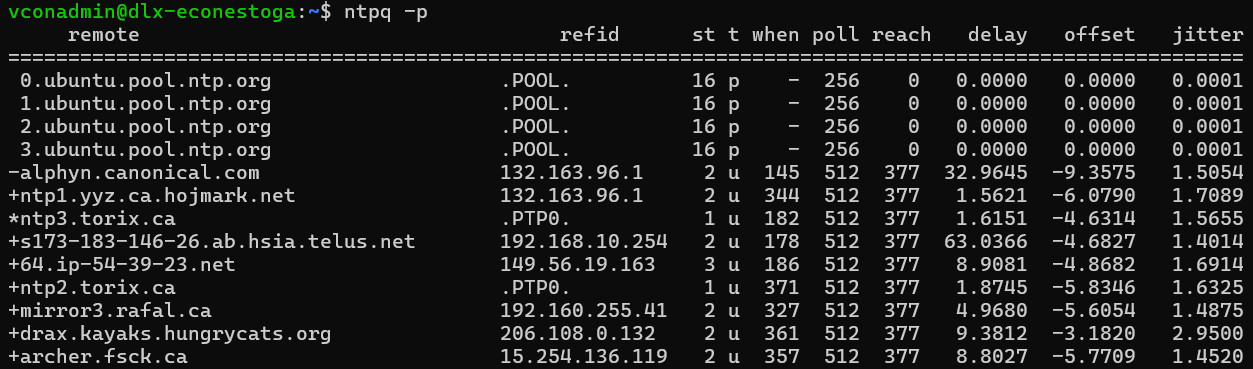 vconadmin@dlx-econestoga:~$ ntpq -p
     remote                                       refid      st t when poll reach   delay   offset   jitter
=======================================================================================================
 0.ubuntu.pool.ntp.org                       .POOL.          16 p    -  256    0   0.0000   0.0000   0.0001
 1.ubuntu.pool.ntp.org                       .POOL.          16 p    -  256    0   0.0000   0.0000   0.0001
 2.ubuntu.pool.ntp.org                       .POOL.          16 p    -  256    0   0.0000   0.0000   0.0001
 3.ubuntu.pool.ntp.org                       .POOL.          16 p    -  256    0   0.0000   0.0000   0.0001
-alphyn.canonical.com                        132.163.96.1     2 u  145  512  377  32.9645  -9.3575   1.5054
+ntp1.yyz.ca.hojmark.net                     132.163.96.1     2 u  344  512  377   1.5621  -6.0790   1.7089
*ntp3.torix.ca                               .PTP0.           1 u  182  512  377   1.6151  -4.6314   1.5655
+s173-183-146-26.ab.hsia.telus.net           192.168.10.254   2 u  178  512  377  63.0366  -4.6827   1.4014
+64.ip-54-39-23.net                          149.56.19.163    3 u  186  512  377   8.9081  -4.8682   1.6914
+ntp2.torix.ca                               .PTP0.           1 u  371  512  377   1.8745  -5.8346   1.6325
+mirror3.rafal.ca                            192.160.255.41   2 u  327  512  377   4.9680  -5.6054   1.4875
+drax.kayaks.hungrycats.org                  206.108.0.132    2 u  361  512  377   9.3812  -3.1820   2.9500
+archer.fsck.ca                              15.254.136.119   2 u  357  512  377   8.8027  -5.7709   1.4520